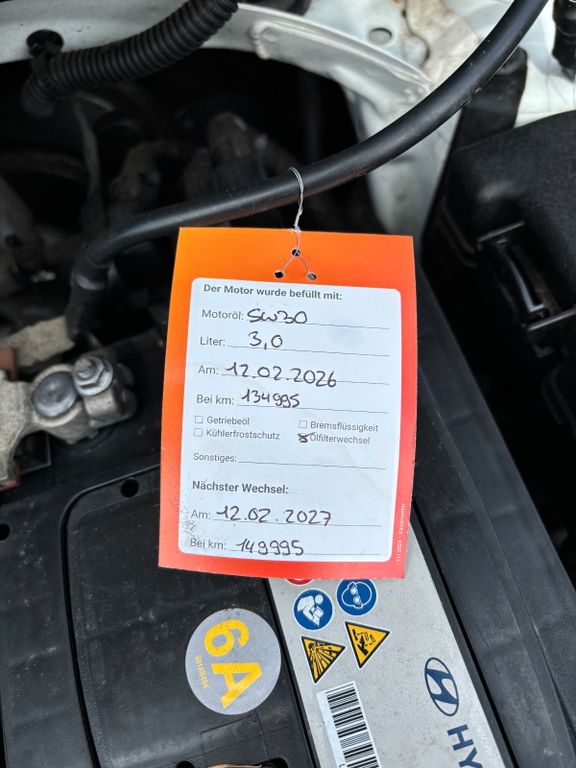 Der Motor wurde befüllt mit:
Motoröl: 5W30
Liter: 3,0
Am: 12.02.2026
Bei km: 134995
Getriebeöl Bremsflüssigkeit
Kühlerfrostschutz Ölfilterwechsel
Sonstiges:
Nächster Wechsel:
Am: 12.02.2027
Bei km: 149995
6A
HY